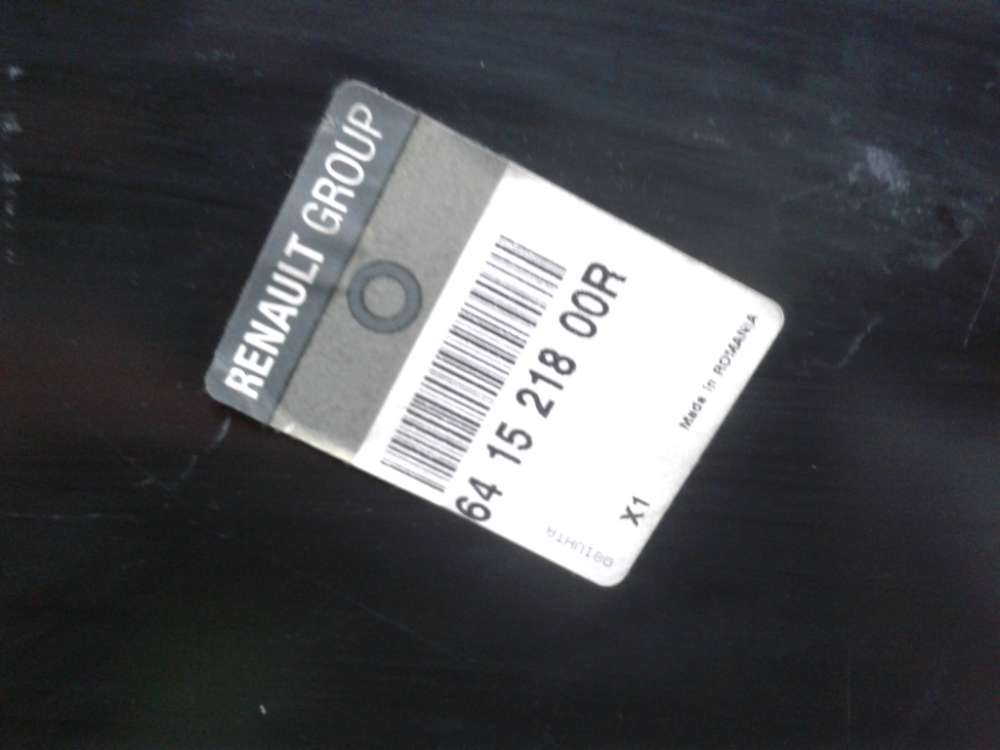 RENAULT GROUP
64 15 218 00R
Made in ROMANIA
X1